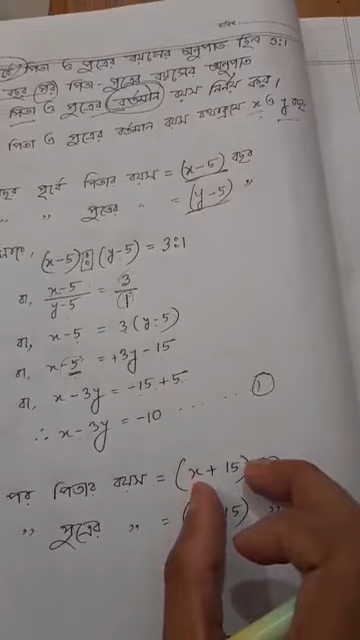 তারিখ
পিতা ও পুত্রের বয়সের অনুপাত ছিল 3:1
বছর পর পিতা পুত্রের বয়সের অনুপাত
পিতা ও পুত্রের বর্তমান বয়স নির্ণয় কর।
পিতা ও পুত্রের বর্তমান বয়স যথাক্রমে x ও y বছর
পূর্বে পিতার বয়স = (x-5) বছর
" " পুত্রের " = (y-5) "
(x-5):(y-5) = 3:1
বা, x-5/y-5 = 3/1
বা, x-5 = 3(y-5)
বা, x-5 = +3y-15
বা, x-3y = -15+5
∴ x-3y = -10 ...... ①
পর পিতার বয়স = (x+15)
" পুত্রের " = ( 15) "